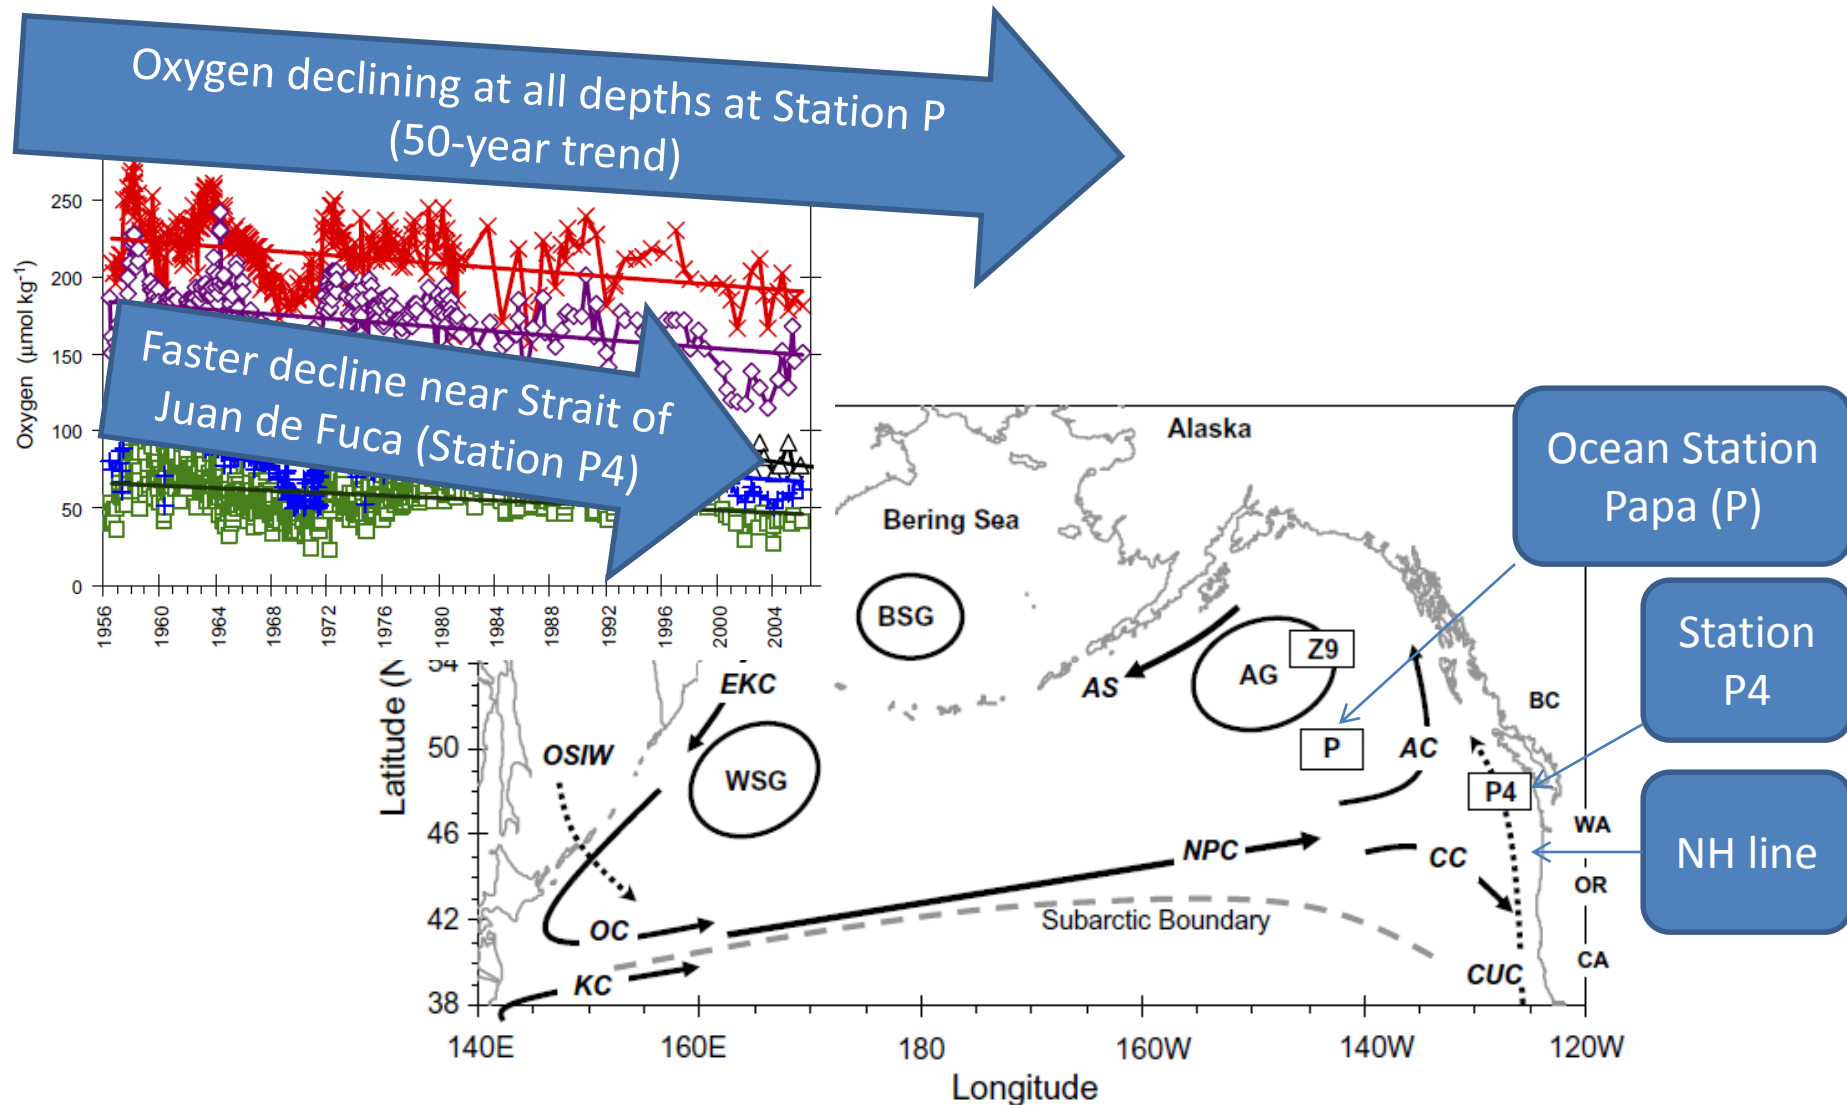 Oxygen declining at all depths at Station P
(50-year trend)
Oxygen (µmol kg⁻¹)
250
200
150
100
50
0
1956
1960
1964
1968
1972
1976
1980
1984
1988
1992
1996
2000
2004
Faster decline near Strait of
Juan de Fuca (Station P4)
Ocean Station
Papa (P)
Station
P4
NH line
Alaska
Bering Sea
BSG
Z9
AG
AS
EKC
BC
OSIW
WSG
P
AC
P4
WA
NPC
CC
OR
Subarctic Boundary
OC
CA
KC
CUC
Latitude (N
54
50
46
42
38
140E
160E
180
160W
140W
120W
Longitude